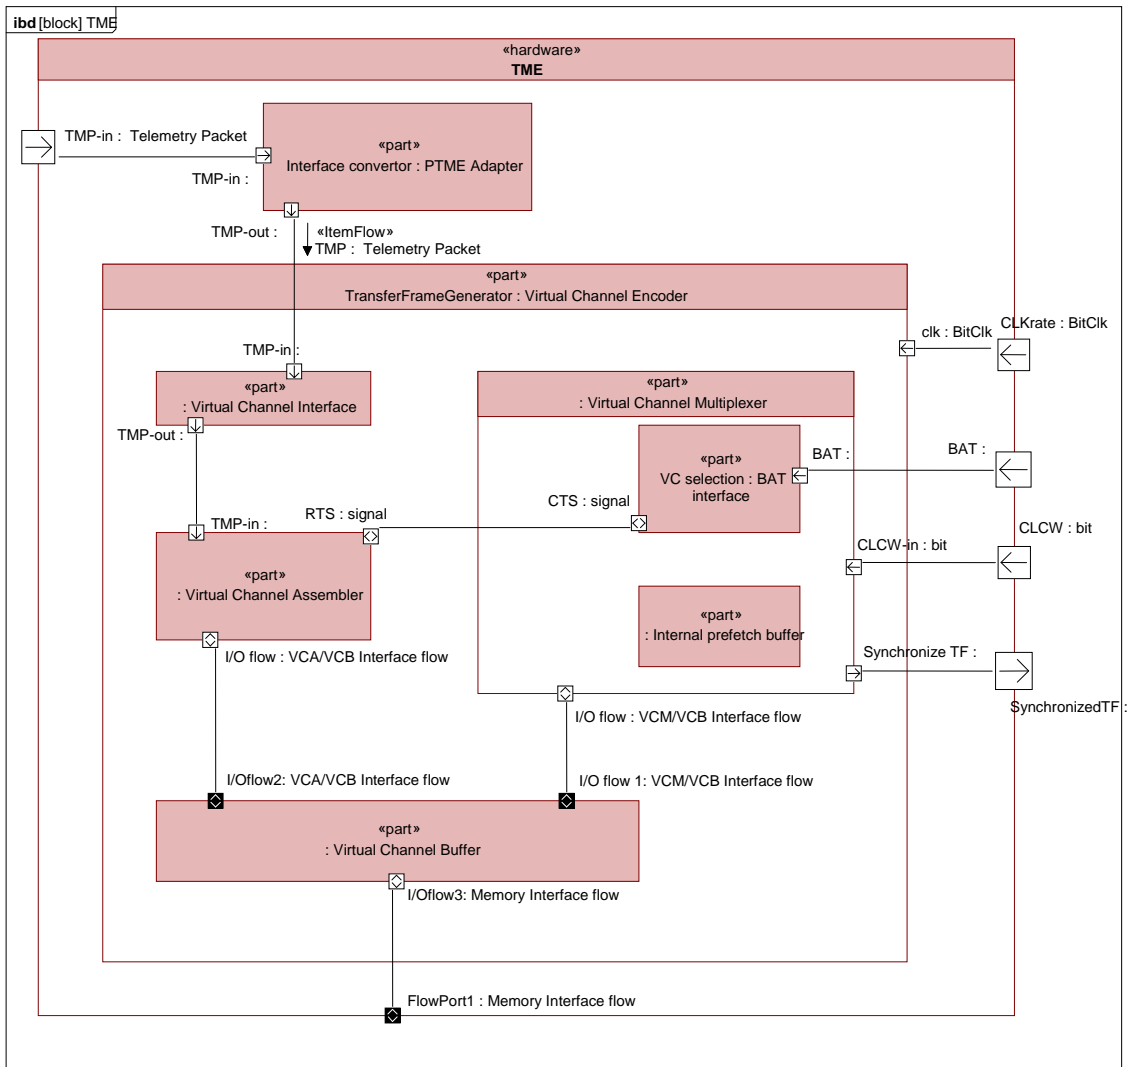 ibd [block] TME
«hardware»
TME
TMP-in :  Telemetry Packet
«part»
Interface convertor : PTME Adapter
TMP-in :
TMP-out :
«ItemFlow»
TMP :  Telemetry Packet
«part»
TransferFrameGenerator : Virtual Channel Encoder
clk : BitClk
CLKrate : BitClk
TMP-in :
«part»
: Virtual Channel Interface
«part»
: Virtual Channel Multiplexer
TMP-out :
«part»
VC selection : BAT
interface
BAT :
BAT :
RTS : signal
CTS : signal
TMP-in :
CLCW : bit
CLCW-in : bit
«part»
: Virtual Channel Assembler
«part»
: Internal prefetch buffer
I/O flow : VCA/VCB Interface flow
Synchronize TF :
SynchronizedTF :
I/O flow : VCM/VCB Interface flow
I/Oflow2: VCA/VCB Interface flow
I/O flow 1: VCM/VCB Interface flow
«part»
: Virtual Channel Buffer
I/Oflow3: Memory Interface flow
FlowPort1 : Memory Interface flow